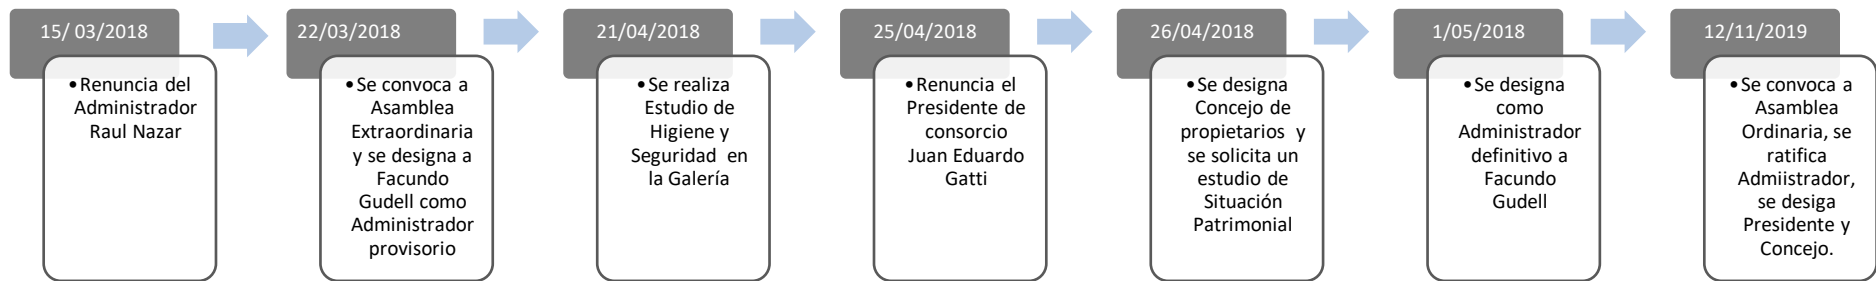 15/ 03/2018
•Renuncia del
Administrador
Raul Nazar
22/03/2018
•Se convoca a
Asamblea
Extraordinaria
y se designa a
Facundo
Gudell como
Administrador
provisorio
21/04/2018
•Se realiza
Estudio de
Higiene y
Seguridad en
la Galería
25/04/2018
•Renuncia el
Presidente de
consorcio
Juan Eduardo
Gatti
26/04/2018
•Se designa
Concejo de
propietarios y
se solicita un
estudio de
Situación
Patrimonial
1/05/2018
•Se designa
como
Administrador
definitivo a
Facundo
Gudell
12/11/2019
•Se convoca a
Asamblea
Ordinaria, se
ratifica
Admiistrador,
se desiga
Presidente y
Concejo.